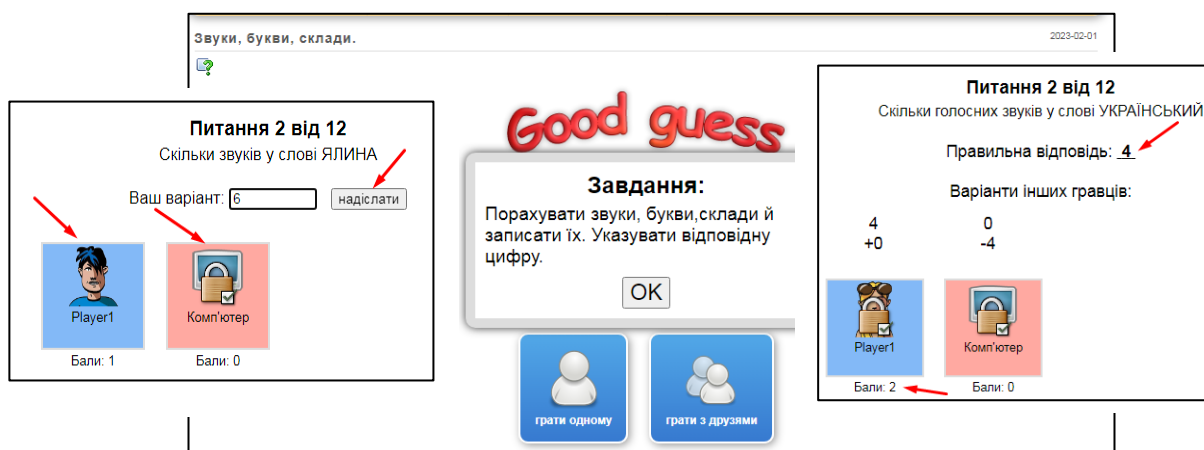 Звуки, букви, склади.
2023-02-01
Питання 2 від 12
Скільки звуків у слові ЯЛИНА
Ваш варіант: 6 надіслати
Player1 Комп'ютер
Бали: 1 Бали: 0
Good guess
Завдання:
Порахувати звуки, букви,склади й
записати їх. Указувати відповідну
цифру.
OK
грати одному грати з друзями
Питання 2 від 12
Скільки голосних звуків у слові УКРАЇНСЬКИЙ
Правильна відповідь: 4
Варіанти інших гравців:
4 0
+0 -4
Player1 Комп'ютер
Бали: 2 Бали: 0